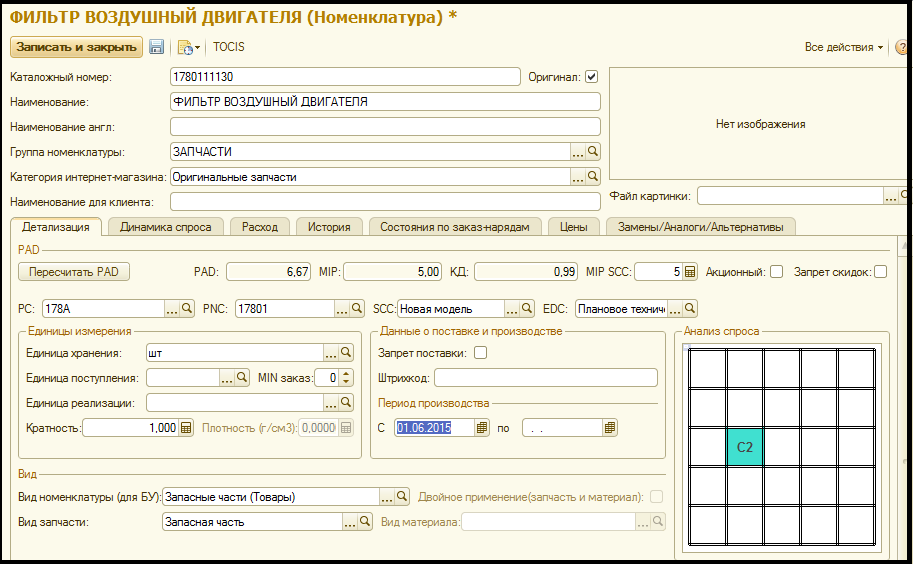 ФИЛЬТР ВОЗДУШНЫЙ ДВИГАТЕЛЯ (Номенклатура) *
Записать и закрыть TOCIS Все действия ?
Каталожный номер: 1780111130 Оригинал:
Наименование: ФИЛЬТР ВОЗДУШНЫЙ ДВИГАТЕЛЯ
Нет изображения
Наименование англ:
Группа номенклатуры: ЗАПЧАСТИ ...
Категория интернет-магазина: Оригинальные запчасти ...
Файл картинки: ...
Наименование для клиента:
Детализация Динамика спроса Расход История Состояния по заказ-нарядам Цены Замены/Аналоги/Альтернативы
PAD
Пересчитать PAD PAD: 6,67 MIP: 5,00 КД: 0,99 MIP SCC: 5 Акционный: Запрет скидок:
PC: 178A ... PNC: 17801 ... SCC: Новая модель ... EDC: Плановое технич ...
Единицы измерения Данные о поставке и производстве Анализ спроса
Единица хранения: шт ... Запрет поставки:
Единица поступления: ... MIN заказ: 0 Штрихкод:
Единица реализации: ... Период производства
Кратность: 1,000 Плотность (г/см3): 0,0000 С 01.06.2015 по . .
C2
Вид
Вид номенклатуры (для БУ): Запасные части (Товары) ... Двойное применение(запчасть и материал):
Вид запчасти: Запасная часть ... Вид материала: ...